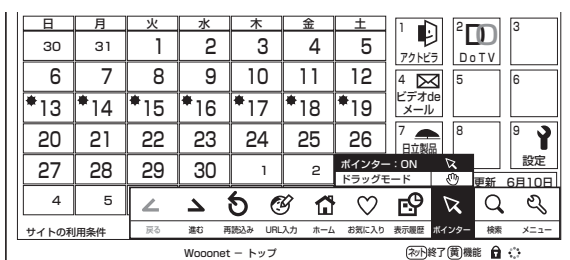 日 月 火 水 木 金 土
30 31 1 2 3 4 5
6 7 8 9 10 11 12
13 14 15 16 17 18 19
20 21 22 23 24 25 26
27 28 29 30 1 2
4 5
1 アクトビラ
2 DoTV
3
4 ビデオde
メール
5
6
7 日立製品
8
9 設定
ポインター：ON
ドラッグモード
更新 6月10日
戻る 進む 再読込み URL入力 ホーム お気に入り 表示履歴 ポインター 検索 メニュー
サイトの利用条件
Wooonet － トップ
ネット終了 黄機能